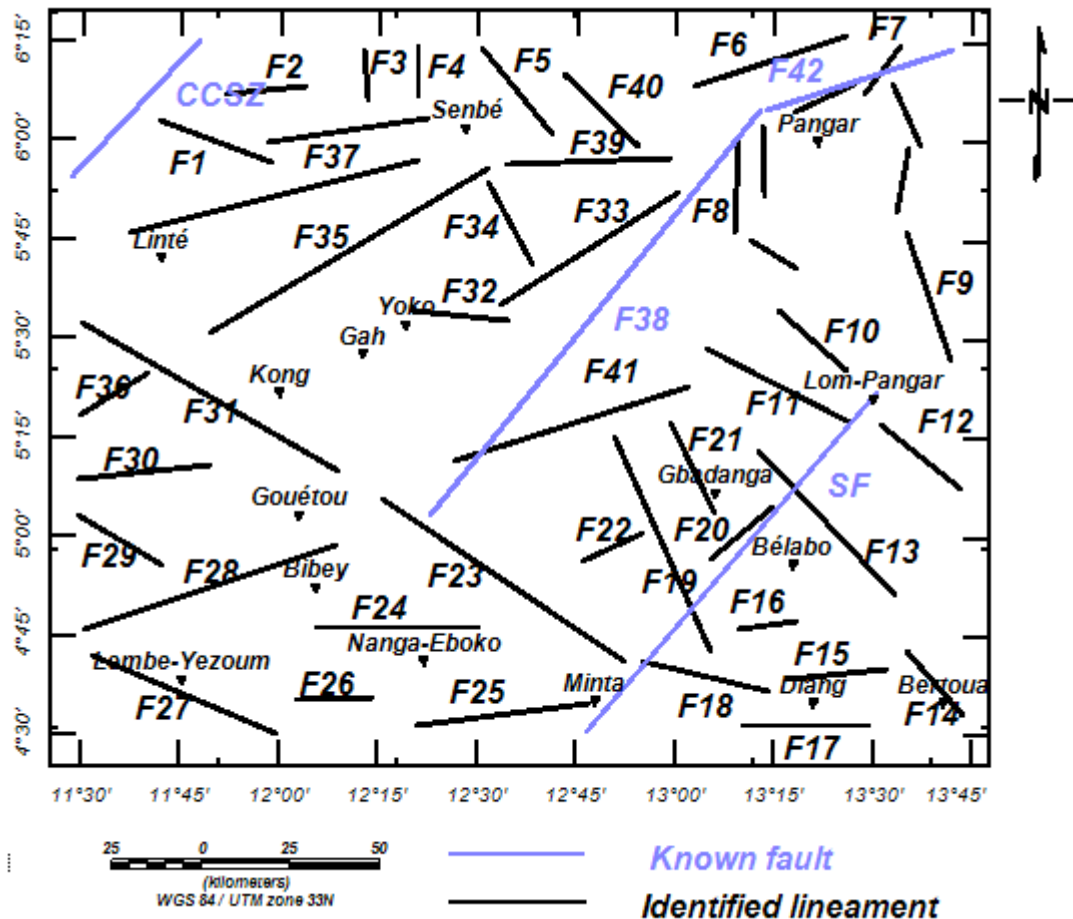 6°15'
6°00'
5°45'
5°30'
5°15'
5°00'
4°45'
4°30'
CCSZ
F2
F3
F4
F5
F40
F6
F7
F42
Senbé
Pangar
F1
F37
F39
F35
F34
F33
F8
Linté
F32
F9
Yoko
Gah
F38
F10
Kong
F41
Lom-Pangar
F36
F31
F11
F12
F30
F21
Gbadanga
SF
Gouétou
F29
F28
Bibey
F23
F22
F20
Bélabo
F13
F19
F24
F16
Nanga-Eboko
Lembe-Yezoum
F27
F26
F25
Minta
F18
F15
Diang
Bertoua
F14
F17
11°30' 11°45' 12°00' 12°15' 12°30' 12°45' 13°00' 13°15' 13°30' 13°45'
N
25 0 25 50
(kilometers)
WGS 84 / UTM zone 33N
Known fault
Identified lineament